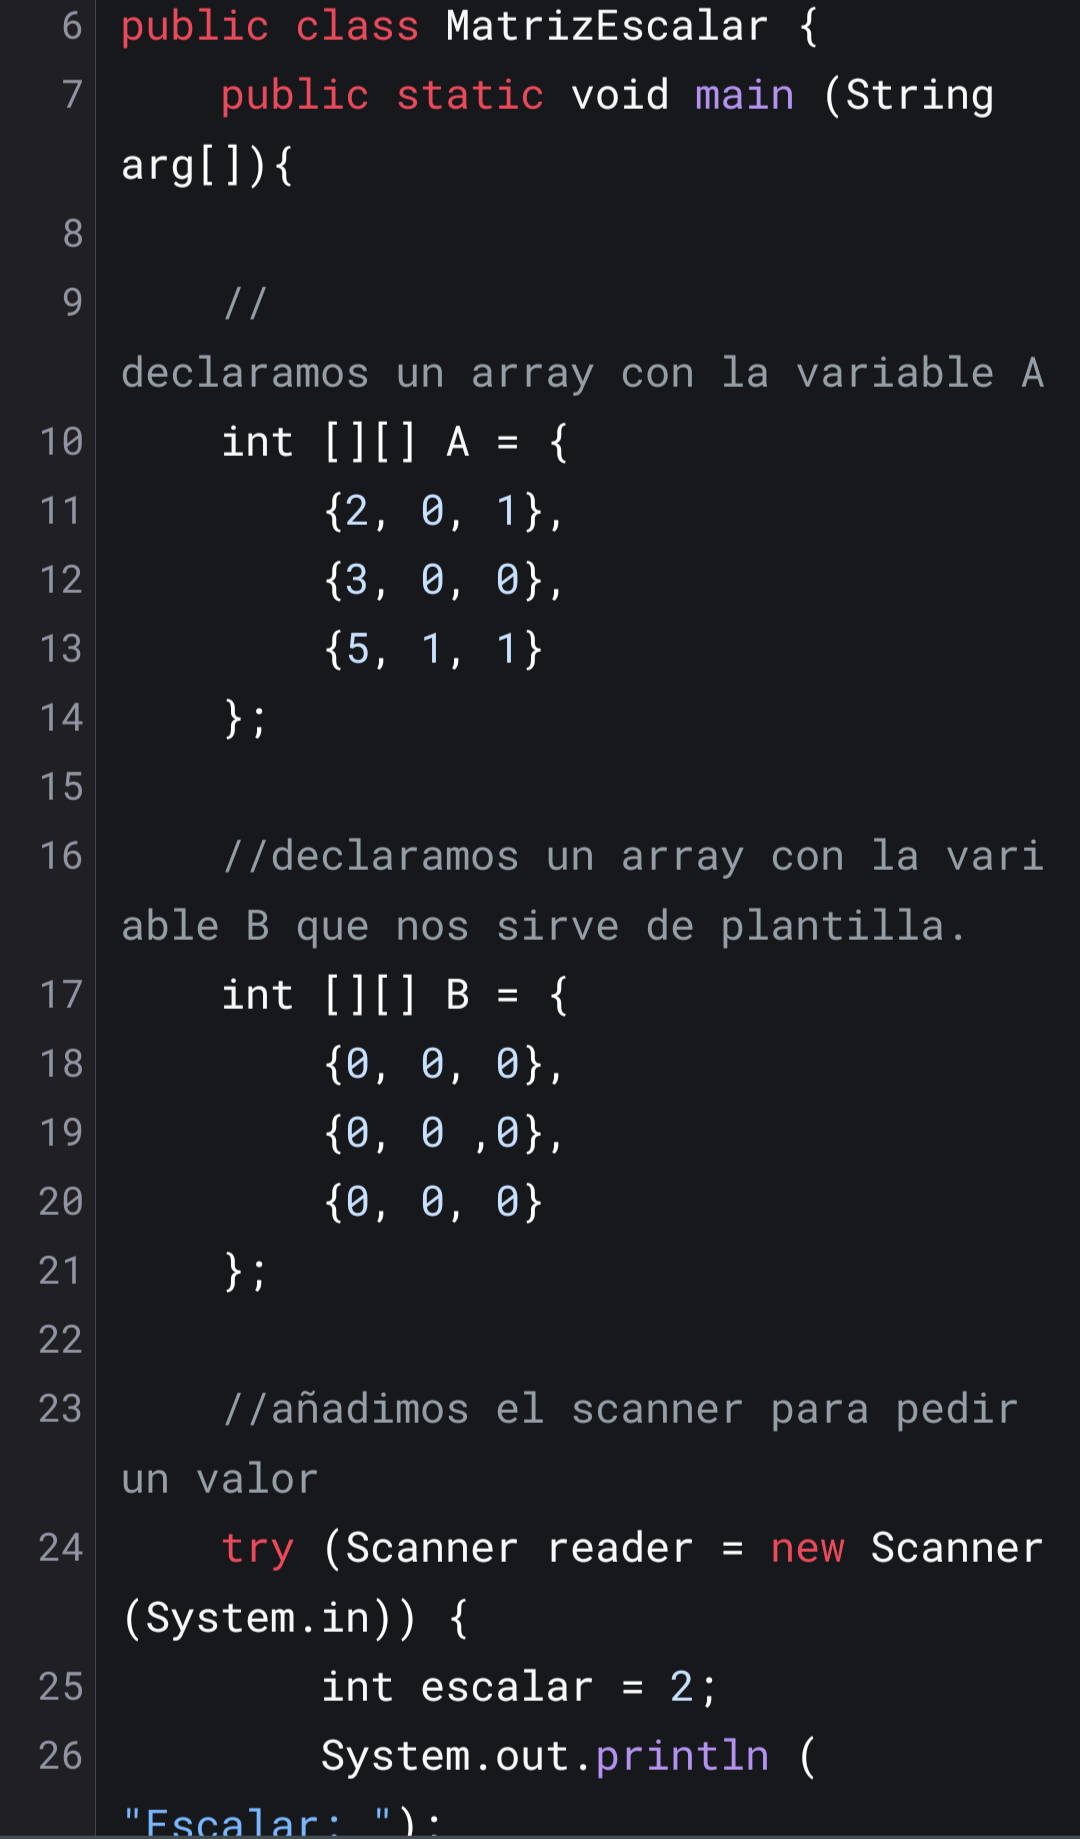 6 public class MatrizEscalar {
7 public static void main (String
arg[]){
8
9 //
declaramos un array con la variable A
10 int [][] A = {
11 {2, 0, 1},
12 {3, 0, 0},
13 {5, 1, 1}
14 };
15
16 //declaramos un array con la vari
able B que nos sirve de plantilla.
17 int [][] B = {
18 {0, 0, 0},
19 {0, 0 ,0},
20 {0, 0, 0}
21 };
22
23 //añadimos el scanner para pedir
un valor
24 try (Scanner reader = new Scanner
(System.in)) {
25 int escalar = 2;
26 System.out.println (
"Escalar: ");